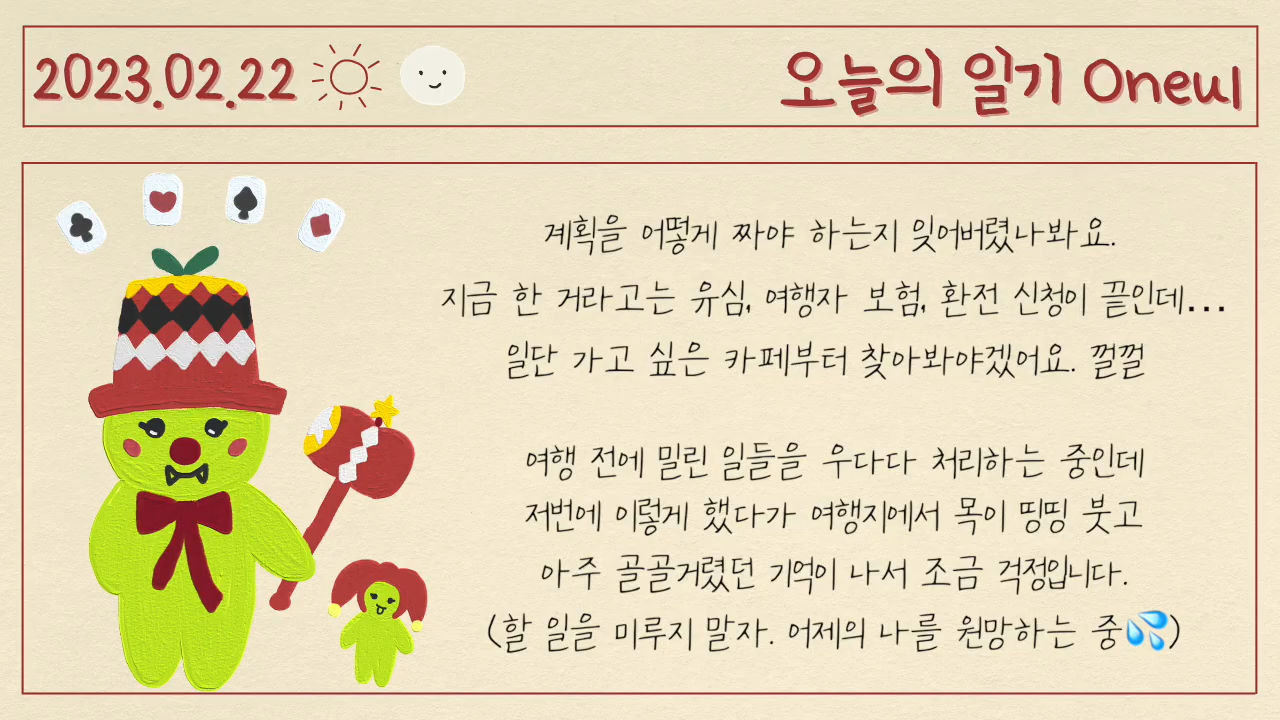 2023.02.22
오늘의 일기 Oneul
계획을 어떻게 짜야 하는지 잊어버렸나봐요.
지금 한 거라고는 유심, 여행자 보험, 환전 신청이 끝인데...
일단 가고 싶은 카페부터 찾아봐야겠어요. 껄껄
여행 전에 밀린 일들을 우다다 처리하는 중인데
저번에 이렇게 했다가 여행지에서 목이 띵띵 붓고
아주 골골거렸던 기억이 나서 조금 걱정입니다.
(할 일을 미루지 말자. 어제의 나를 원망하는 중💦)